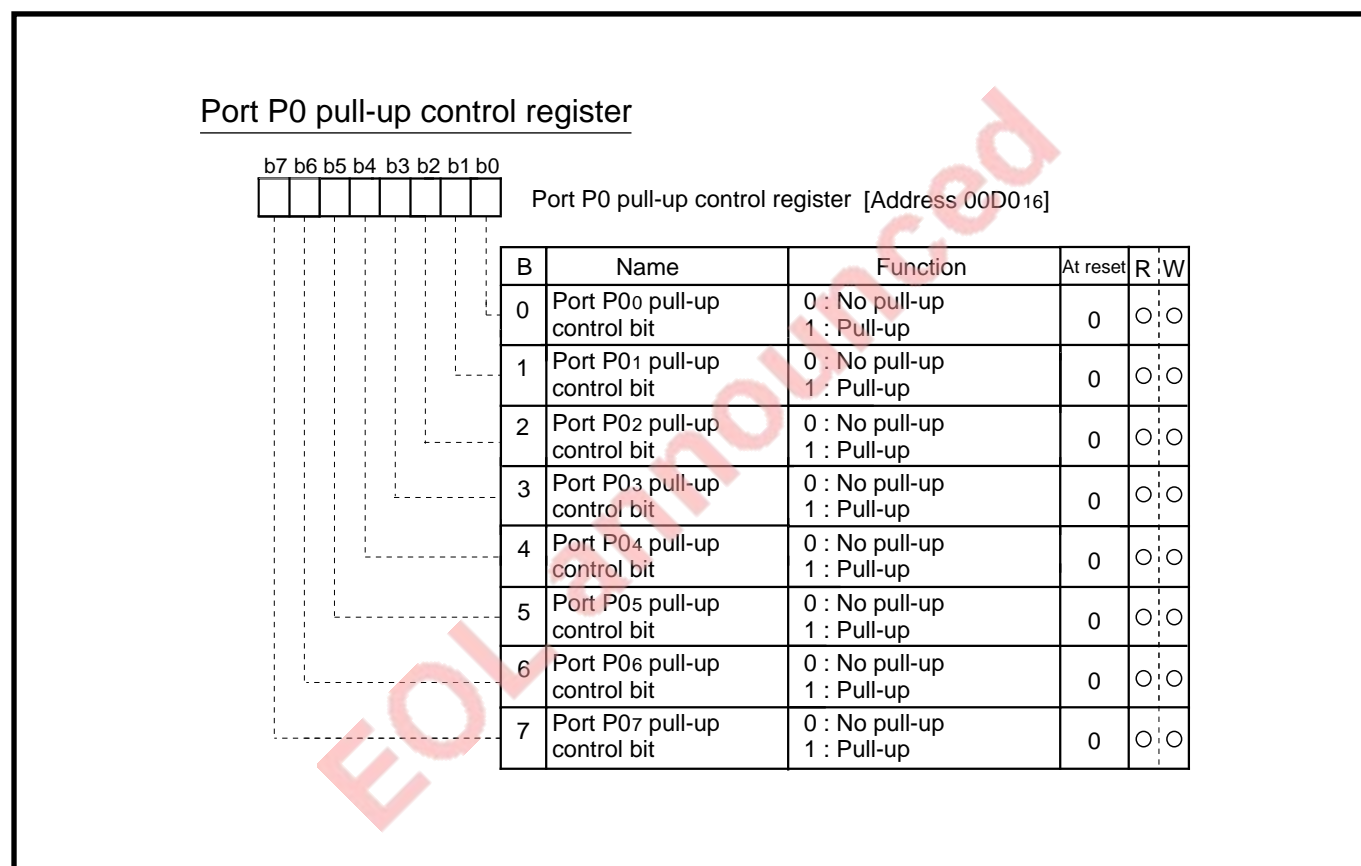 Port P0 pull-up control register
b7 b6 b5 b4 b3 b2 b1 b0
Port P0 pull-up control register [Address 00D016]
B Name Function At reset R W
0 Port P00 pull-up control bit 0 : No pull-up 1 : Pull-up 0 ○ ○
1 Port P01 pull-up control bit 0 : No pull-up 1 : Pull-up 0 ○ ○
2 Port P02 pull-up control bit 0 : No pull-up 1 : Pull-up 0 ○ ○
3 Port P03 pull-up control bit 0 : No pull-up 1 : Pull-up 0 ○ ○
4 Port P04 pull-up control bit 0 : No pull-up 1 : Pull-up 0 ○ ○
5 Port P05 pull-up control bit 0 : No pull-up 1 : Pull-up 0 ○ ○
6 Port P06 pull-up control bit 0 : No pull-up 1 : Pull-up 0 ○ ○
7 Port P07 pull-up control bit 0 : No pull-up 1 : Pull-up 0 ○ ○
EOL announced